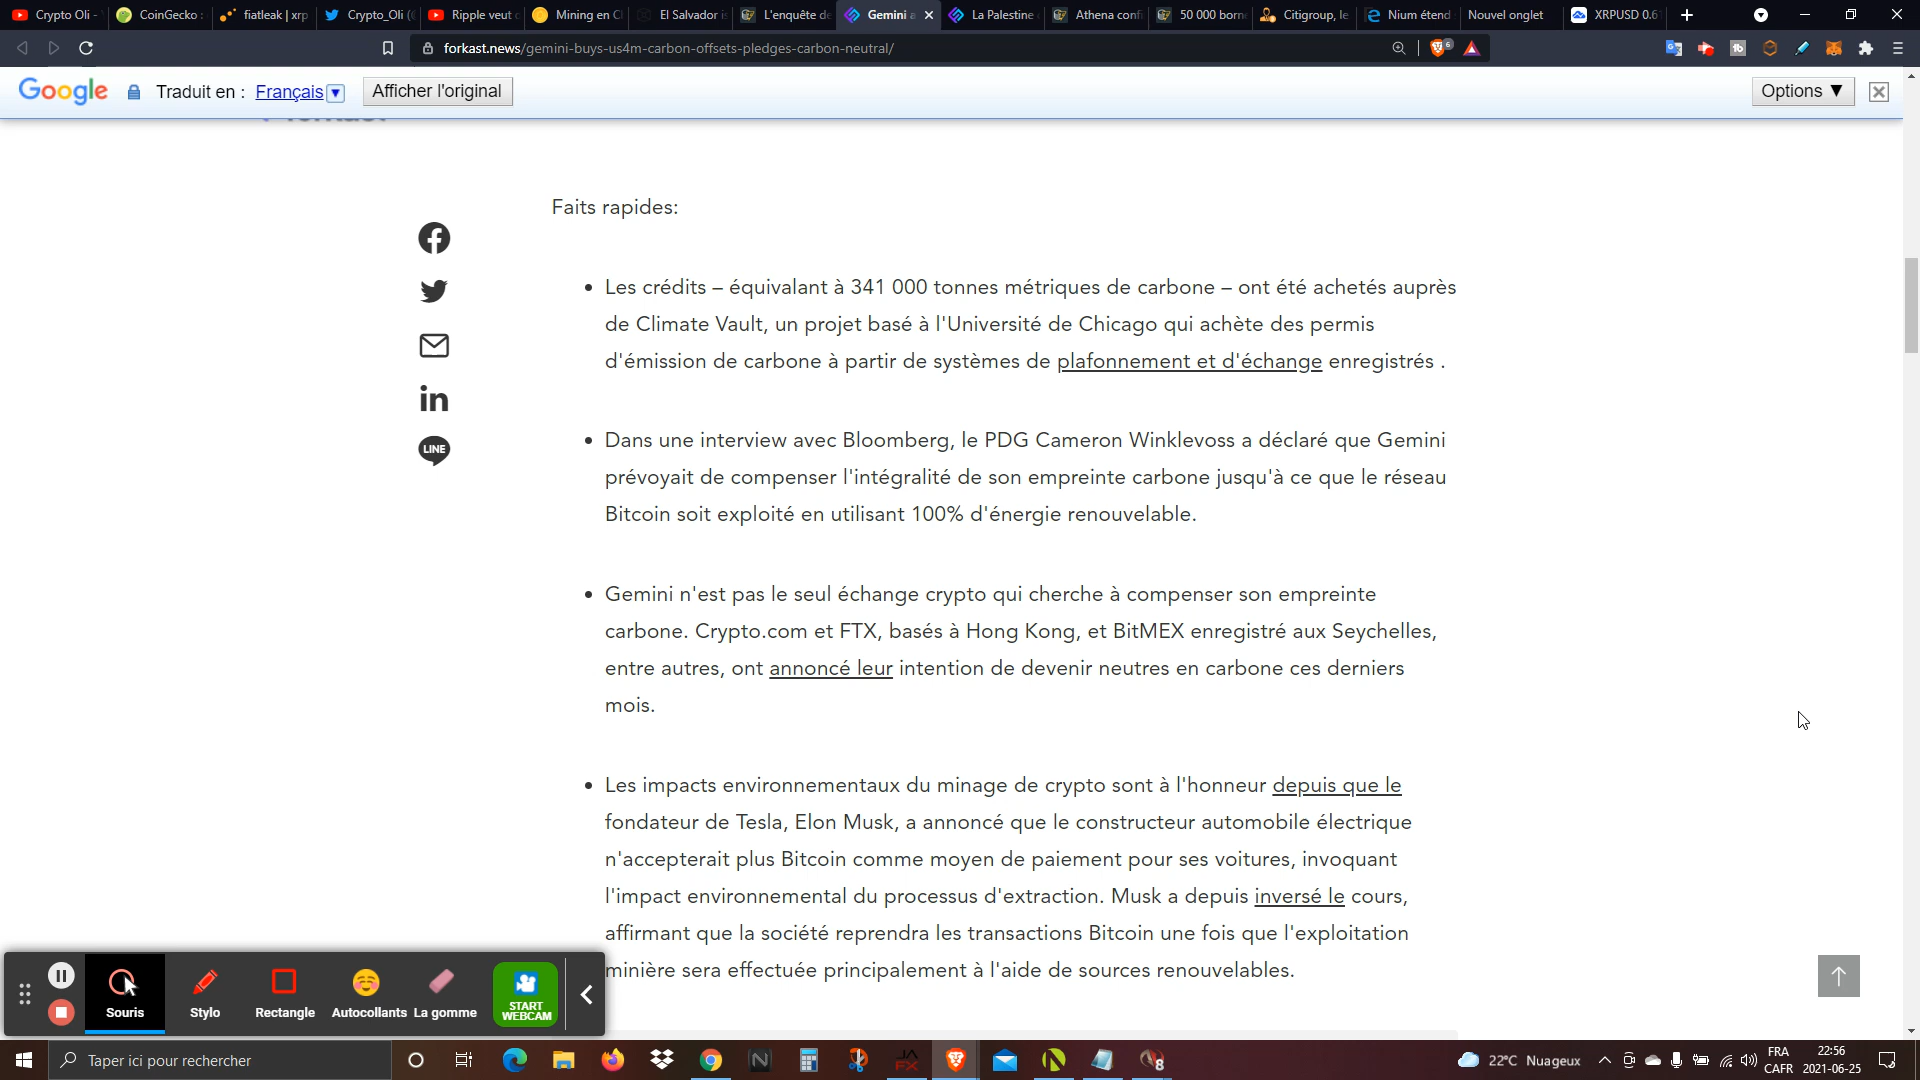 Crypto Oli -
CoinGecko
fiatleak | xrp
Crypto_Oli (
Ripple veut
Mining en C
El Salvador
L'enquête d
Gemini
La Palestine
Athena conf
50 000 born
Citigroup, le
Nium étend
Nouvel onglet
XRPUSD 0.6
forkast.news/gemini-buys-us4m-carbon-offsets-pledges-carbon-neutral/
6
Google Traduit en : Français Afficher l'original Options ▼
Faits rapides:
• Les crédits – équivalant à 341 000 tonnes métriques de carbone – ont été achetés auprès
de Climate Vault, un projet basé à l'Université de Chicago qui achète des permis
d'émission de carbone à partir de systèmes de plafonnement et d'échange enregistrés .
• Dans une interview avec Bloomberg, le PDG Cameron Winklevoss a déclaré que Gemini
prévoyait de compenser l'intégralité de son empreinte carbone jusqu'à ce que le réseau
Bitcoin soit exploité en utilisant 100% d'énergie renouvelable.
• Gemini n'est pas le seul échange crypto qui cherche à compenser son empreinte
carbone. Crypto.com et FTX, basés à Hong Kong, et BitMEX enregistré aux Seychelles,
entre autres, ont annoncé leur intention de devenir neutres en carbone ces derniers
mois.
• Les impacts environnementaux du minage de crypto sont à l'honneur depuis que le
fondateur de Tesla, Elon Musk, a annoncé que le constructeur automobile électrique
n'accepterait plus Bitcoin comme moyen de paiement pour ses voitures, invoquant
l'impact environnemental du processus d'extraction. Musk a depuis inversé le cours,
affirmant que la société reprendra les transactions Bitcoin une fois que l'exploitation
minière sera effectuée principalement à l'aide de sources renouvelables.
LINE
Souris
Stylo
Rectangle
Autocollants
La gomme
START
WEBCAM
Taper ici pour rechercher
22°C Nuageux
FRA
CAFR
22:56
2021-06-25